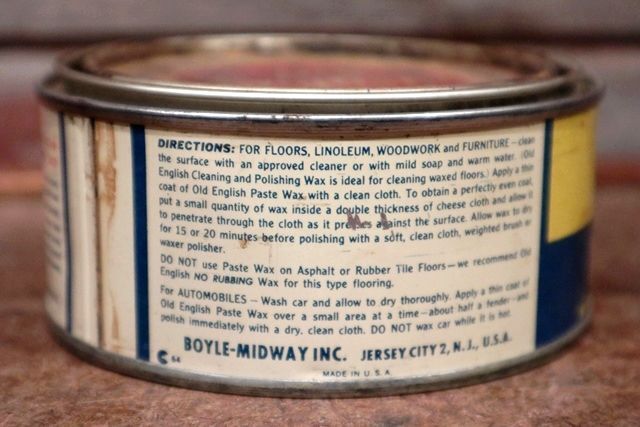 DIRECTIONS: FOR FLOORS, LINOLEUM, WOODWORK and FURNITURE — clean
the surface with an approved cleaner or with mild soap and warm water. (Old
English Cleaning and Polishing Wax is ideal for cleaning waxed floors.) Apply a thin
coat of Old English Paste Wax with a clean cloth. To obtain a perfectly even coat,
put a small quantity of wax inside a double thickness of cheese cloth and allow it
to penetrate through the cloth as it presses against the surface. Allow wax to dry
for 15 or 20 minutes before polishing with a soft, clean cloth, weighted brush or
waxer polisher.
DO NOT use Paste Wax on Asphalt or Rubber Tile Floors — we recommend Old
English NO RUBBING Wax for this type flooring.
For AUTOMOBILES — Wash car and allow to dry thoroughly. Apply a thin coat of
Old English Paste Wax over a small area at a time — about half a fender — and
polish immediately with a dry, clean cloth. DO NOT wax car while it is hot.
BOYLE-MIDWAY INC. JERSEY CITY 2, N. J., U.S.A.
C 54
MADE IN U.S.A.